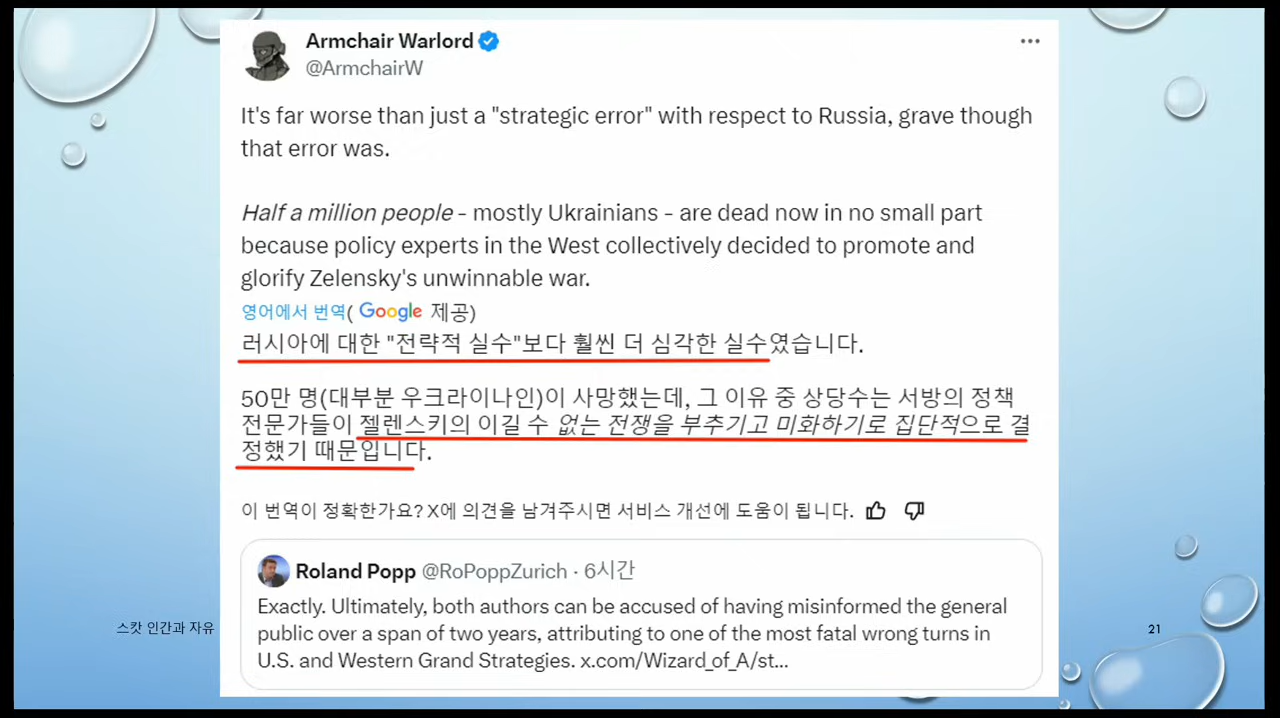 Armchair Warlord
@ArmchairW
It's far worse than just a "strategic error" with respect to Russia, grave though
that error was.
Half a million people - mostly Ukrainians - are dead now in no small part
because policy experts in the West collectively decided to promote and
glorify Zelensky's unwinnable war.
영어에서 번역( Google 제공)
러시아에 대한 "전략적 실수"보다 훨씬 더 심각한 실수였습니다.
50만 명(대부분 우크라이나인)이 사망했는데, 그 이유 중 상당수는 서방의 정책
전문가들이 젤렌스키의 이길 수 없는 전쟁을 부추기고 미화하기로 집단적으로 결
정했기 때문입니다.
이 번역이 정확한가요? X에 의견을 남겨주시면 서비스 개선에 도움이 됩니다.
Roland Popp @RoPoppZurich · 6시간
Exactly. Ultimately, both authors can be accused of having misinformed the general
public over a span of two years, attributing to one of the most fatal wrong turns in
U.S. and Western Grand Strategies. x.com/Wizard_of_A/st...
스캇 인간과 자유
21